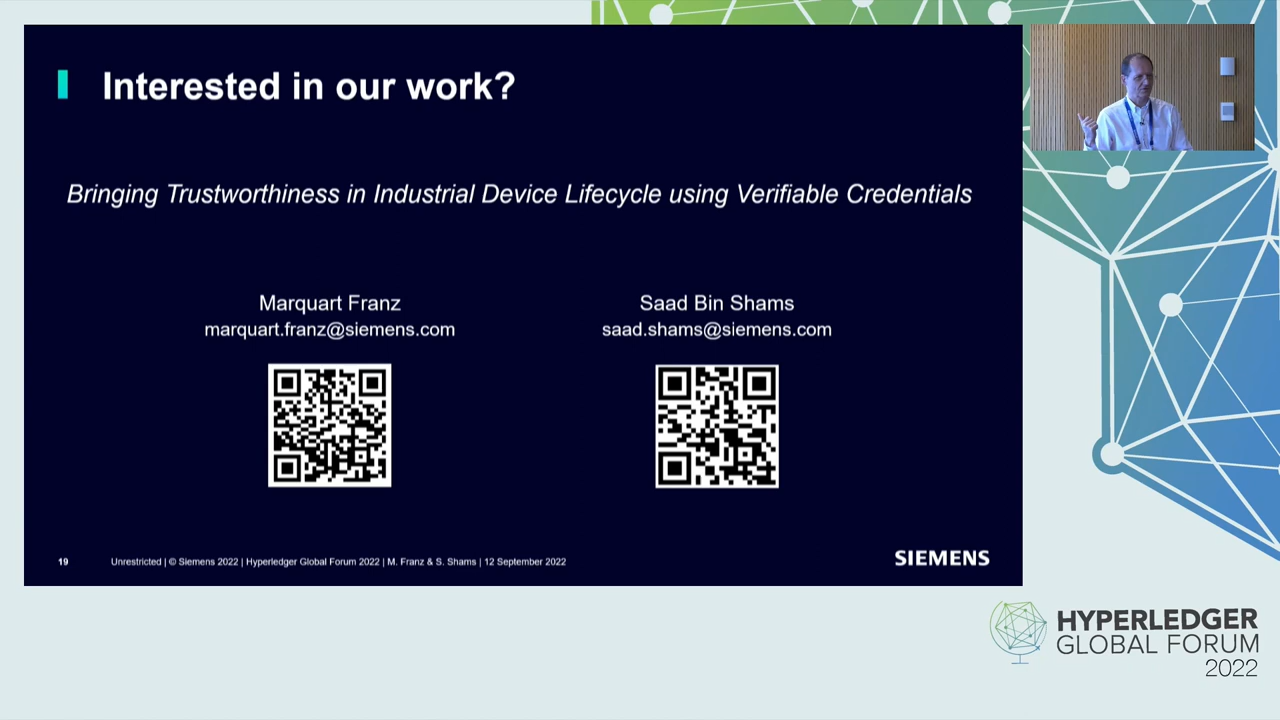 Interested in our work?
Bringing Trustworthiness in Industrial Device Lifecycle using Verifiable Credentials
Marquart Franz
marquart.franz@siemens.com
Saad Bin Shams
saad.shams@siemens.com
19 Unrestricted | © Siemens 2022 | Hyperledger Global Forum 2022 | M. Franz & S. Shams | 12 September 2022
SIEMENS
HYPERLEDGER
GLOBAL FORUM
2022